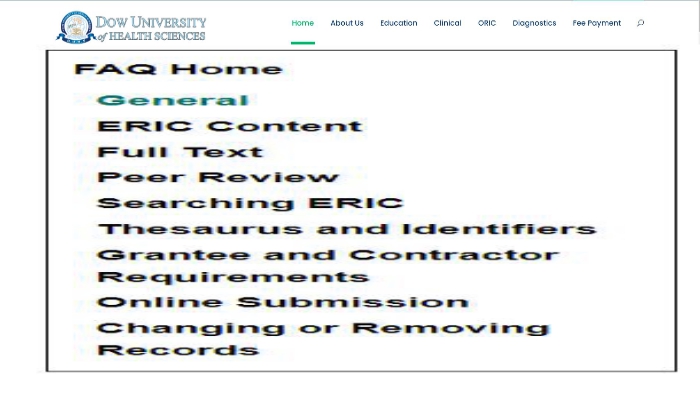 DOW UNIVERSITY
of HEALTH SCIENCES
Home About Us Education Clinical ORIC Diagnostics Fee Payment
FAQ Home
General
ERIC Content
Full Text
Peer Review
Searching ERIC
Thesaurus and Identifiers
Grantee and Contractor
Requirements
Online Submission
Changing or Removing
Records